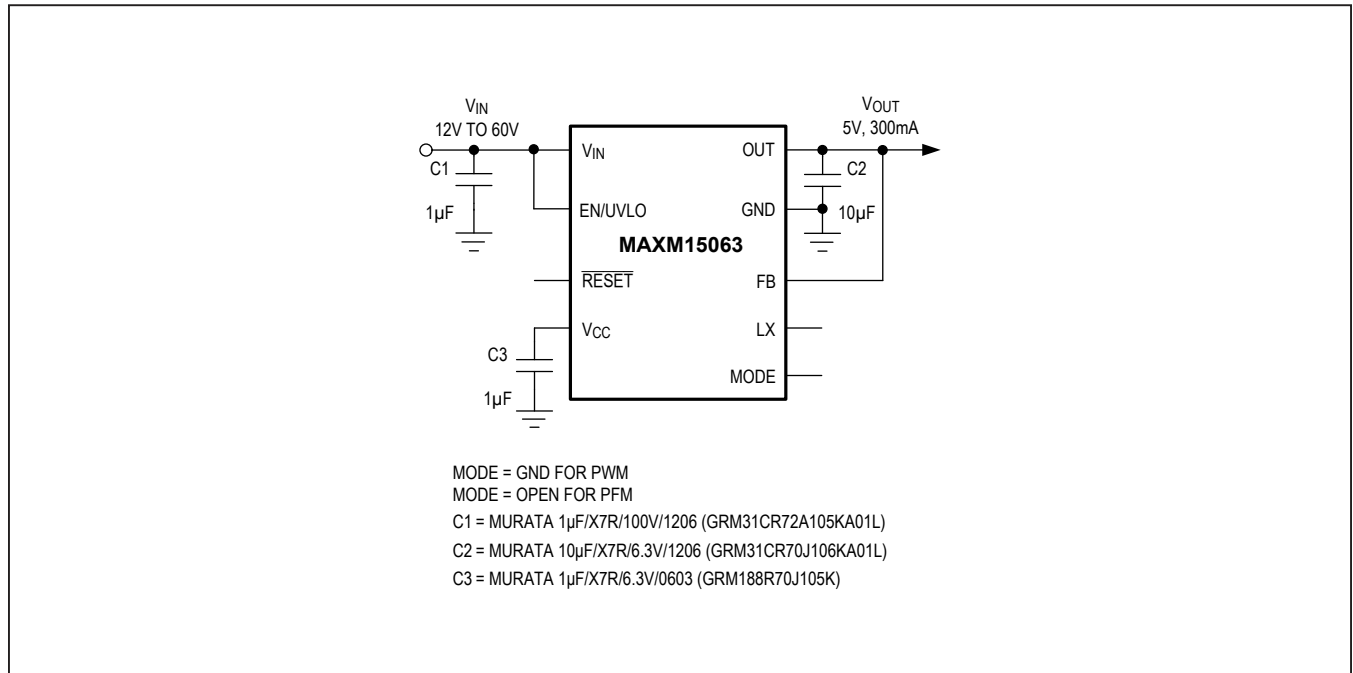 VIN
12V TO 60V
C1
1µF
VIN
EN/UVLO
RESET
VCC
C3
1µF
MAXM15063
OUT
GND
FB
LX
MODE
VOUT
5V, 300mA
C2
10µF
MODE = GND FOR PWM
MODE = OPEN FOR PFM
C1 = MURATA 1µF/X7R/100V/1206 (GRM31CR72A105KA01L)
C2 = MURATA 10µF/X7R/6.3V/1206 (GRM31CR70J106KA01L)
C3 = MURATA 1µF/X7R/6.3V/0603 (GRM188R70J105K)